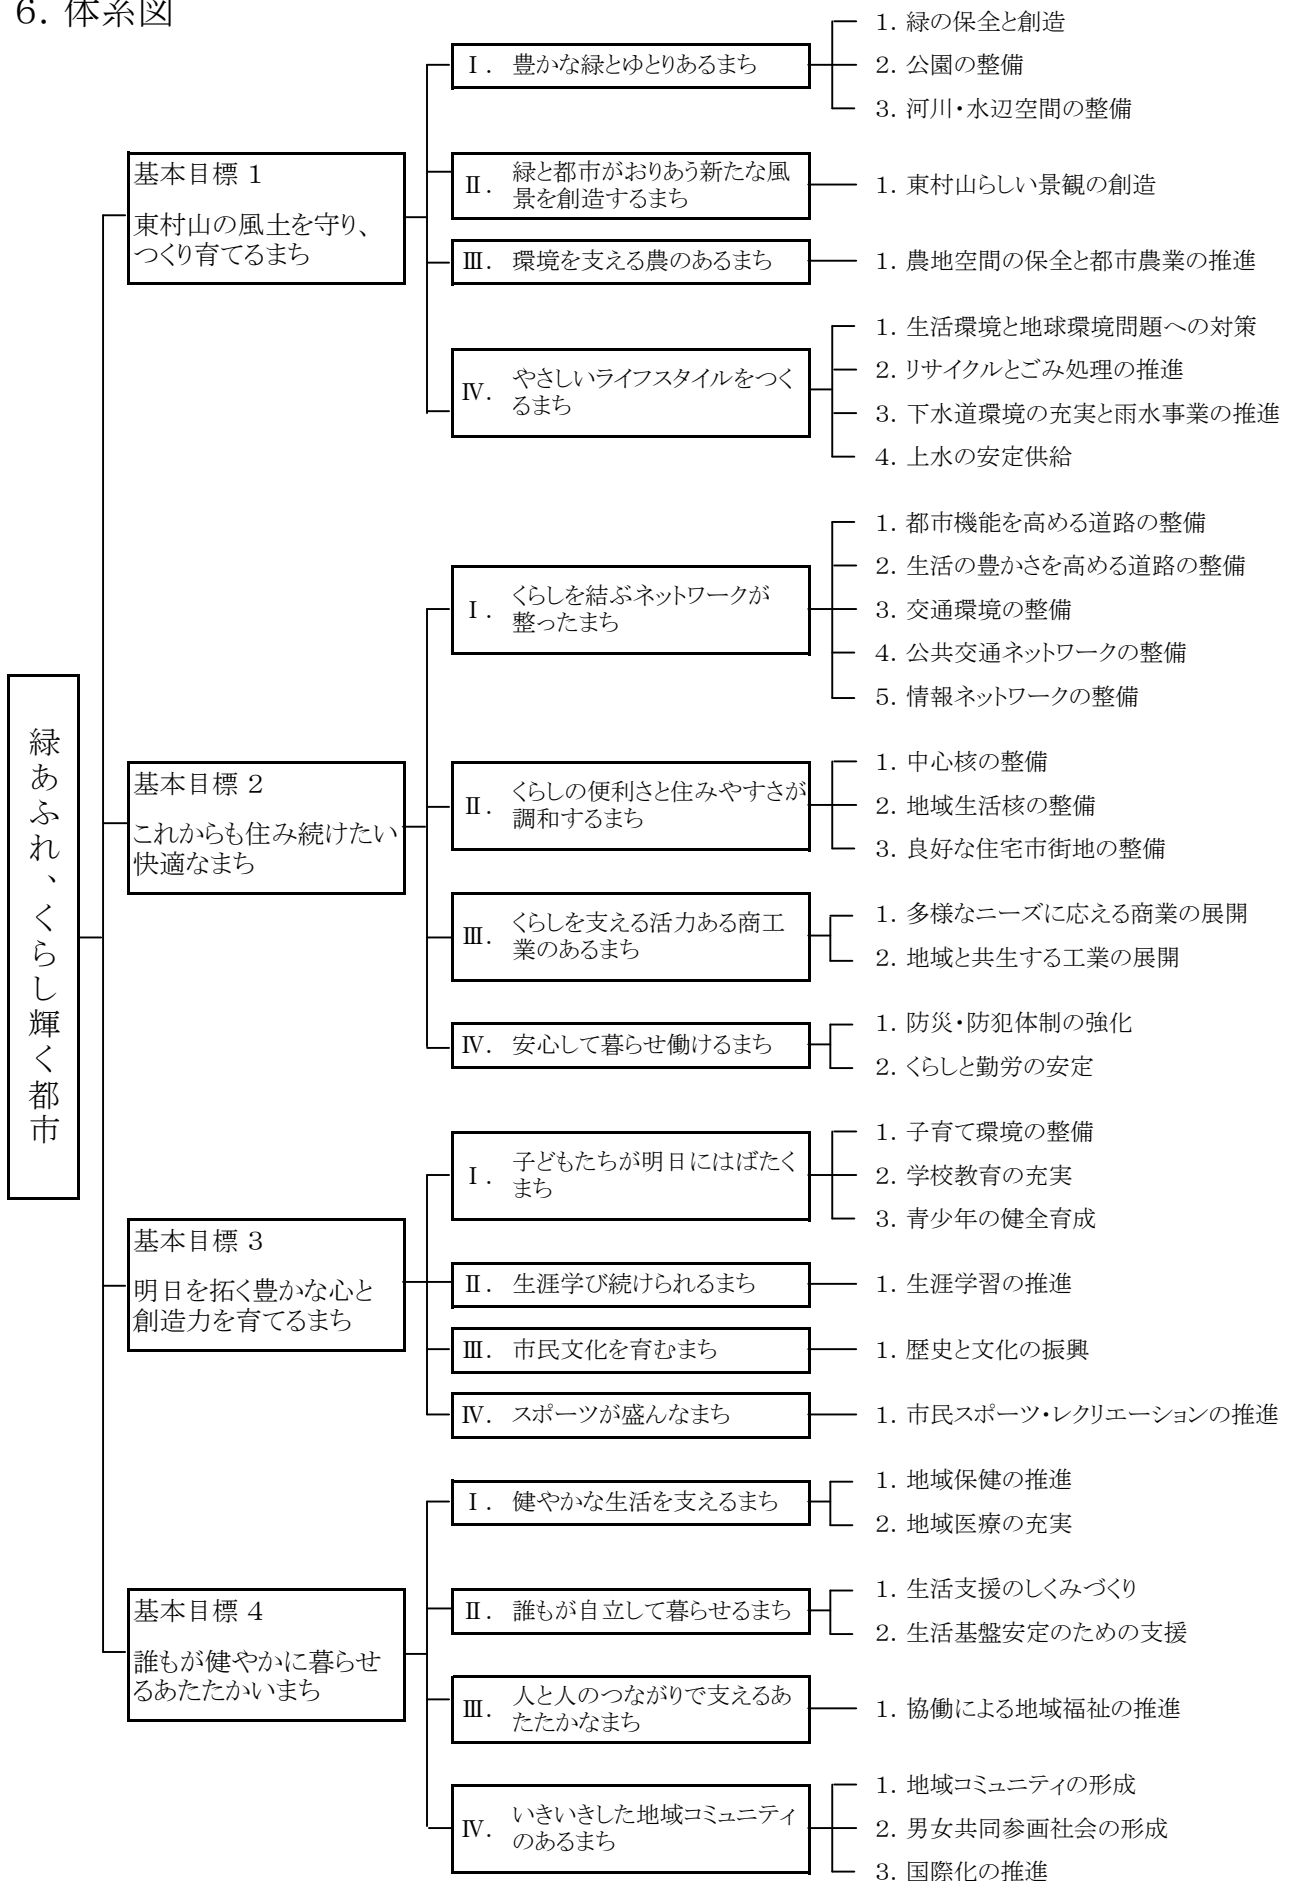 6．体系図
緑あふれ、くらし輝く都市
基本目標 1
東村山の風土を守り、
つくり育てるまち
Ⅰ． 豊かな緑とゆとりあるまち
1．緑の保全と創造
2．公園の整備
3．河川・水辺空間の整備
Ⅱ． 緑と都市がおりあう新たな風
景を創造するまち
1．東村山らしい景観の創造
Ⅲ． 環境を支える農のあるまち
1．農地空間の保全と都市農業の推進
Ⅳ． やさしいライフスタイルをつく
るまち
1．生活環境と地球環境問題への対策
2．リサイクルとごみ処理の推進
3．下水道環境の充実と雨水事業の推進
4．上水の安定供給
基本目標 2
これからも住み続けたい
快適なまち
Ⅰ． くらしを結ぶネットワークが
整ったまち
1．都市機能を高める道路の整備
2．生活の豊かさを高める道路の整備
3．交通環境の整備
4．公共交通ネットワークの整備
5．情報ネットワークの整備
Ⅱ． くらしの便利さと住みやすさが
調和するまち
1．中心核の整備
2．地域生活核の整備
3．良好な住宅市街地の整備
Ⅲ． くらしを支える活力ある商工
業のあるまち
1．多様なニーズに応える商業の展開
2．地域と共生する工業の展開
Ⅳ． 安心して暮らせ働けるまち
1．防災・防犯体制の強化
2．くらしと勤労の安定
基本目標 3
明日を拓く豊かな心と
創造力を育てるまち
Ⅰ． 子どもたちが明日にはばたく
まち
1．子育て環境の整備
2．学校教育の充実
3．青少年の健全育成
Ⅱ． 生涯学び続けられるまち
1．生涯学習の推進
Ⅲ． 市民文化を育むまち
1．歴史と文化の振興
Ⅳ． スポーツが盛んなまち
1．市民スポーツ・レクリエーションの推進
基本目標 4
誰もが健やかに暮らせ
るあたたかいまち
Ⅰ． 健やかな生活を支えるまち
1．地域保健の推進
2．地域医療の充実
Ⅱ． 誰もが自立して暮らせるまち
1．生活支援のしくみづくり
2．生活基盤安定のための支援
Ⅲ． 人と人のつながりで支えるあ
たたかなまち
1．協働による地域福祉の推進
Ⅳ． いきいきした地域コミュニティ
のあるまち
1．地域コミュニティの形成
2．男女共同参画社会の形成
3．国際化の推進